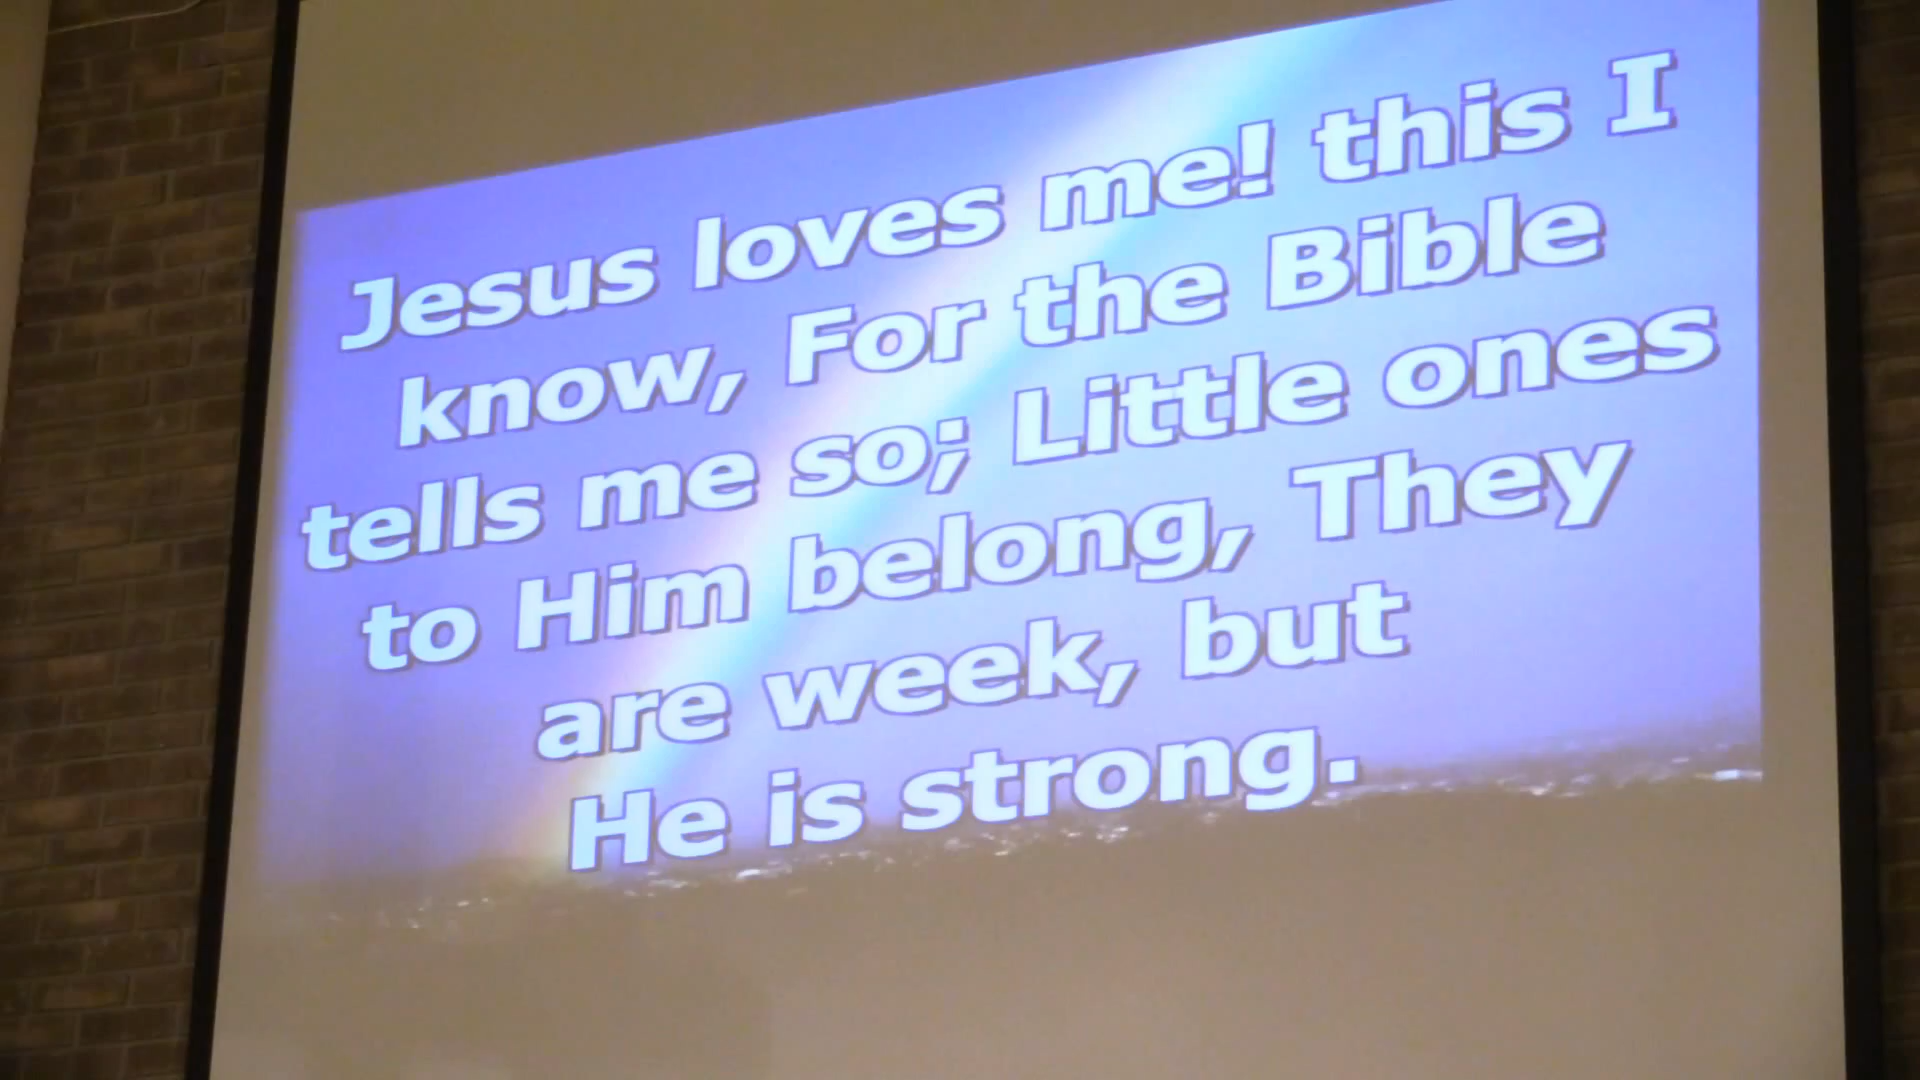 Jesus loves me! this I
know, For the Bible
tells me so; Little ones
to Him belong, They
are week, but
He is strong.